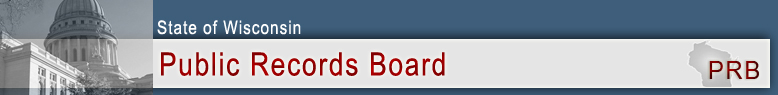 State of Wisconsin
Public Records Board
PRB